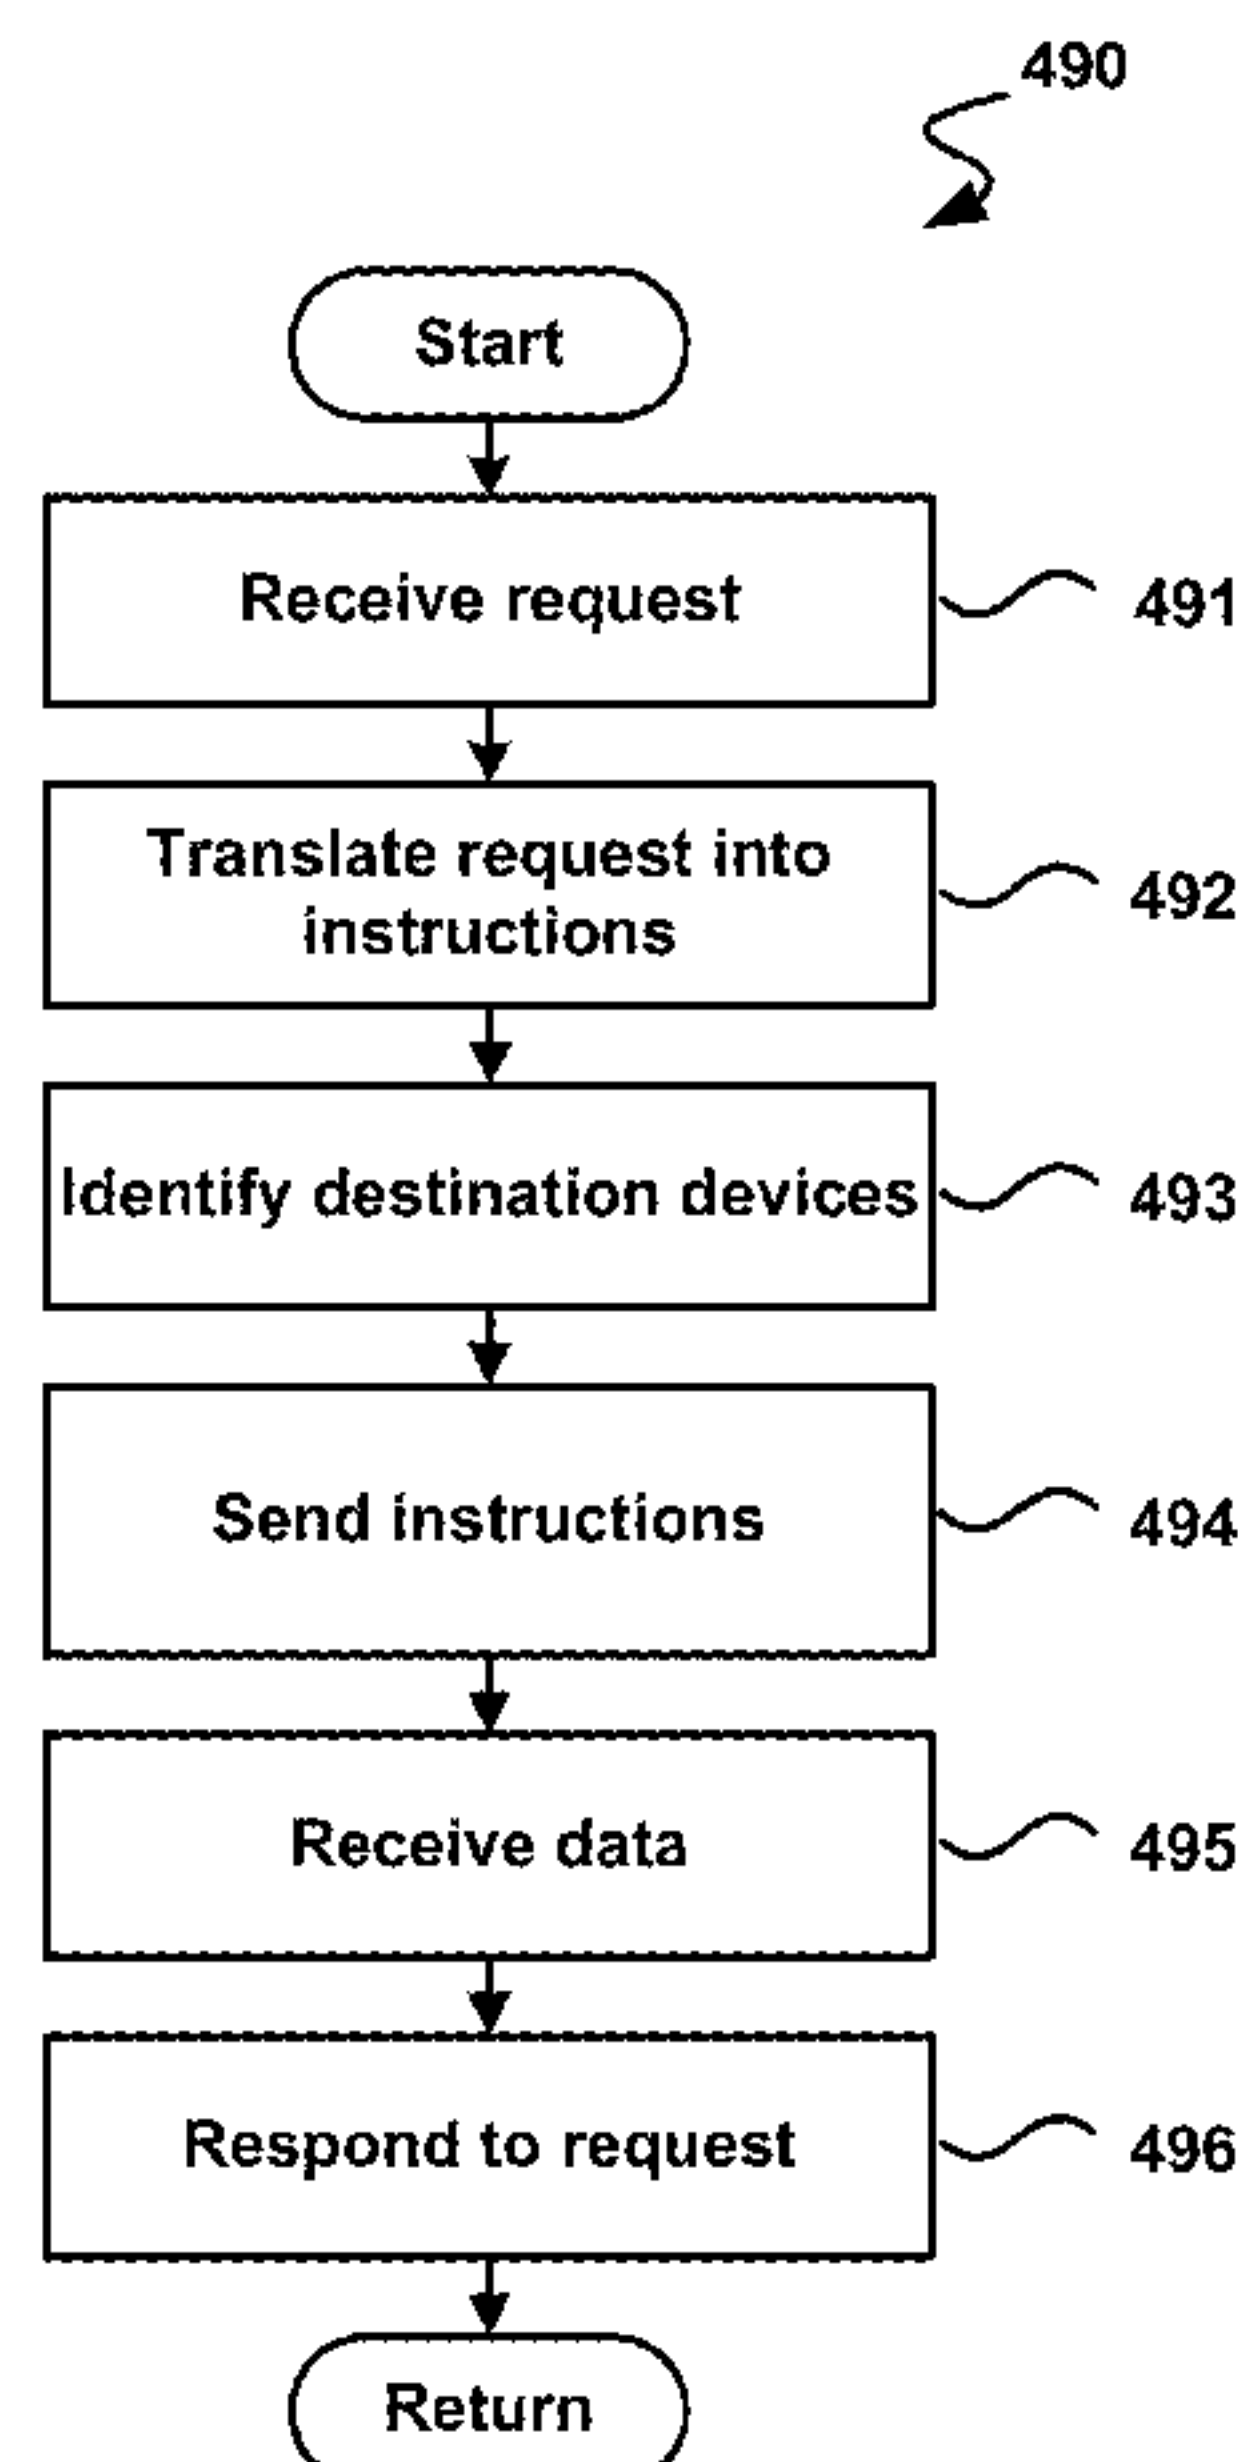 490
Start
Receive request
491
Translate request into
instructions
492
Identify destination devices
493
Send instructions
494
Receive data
495
Respond to request
496
Return